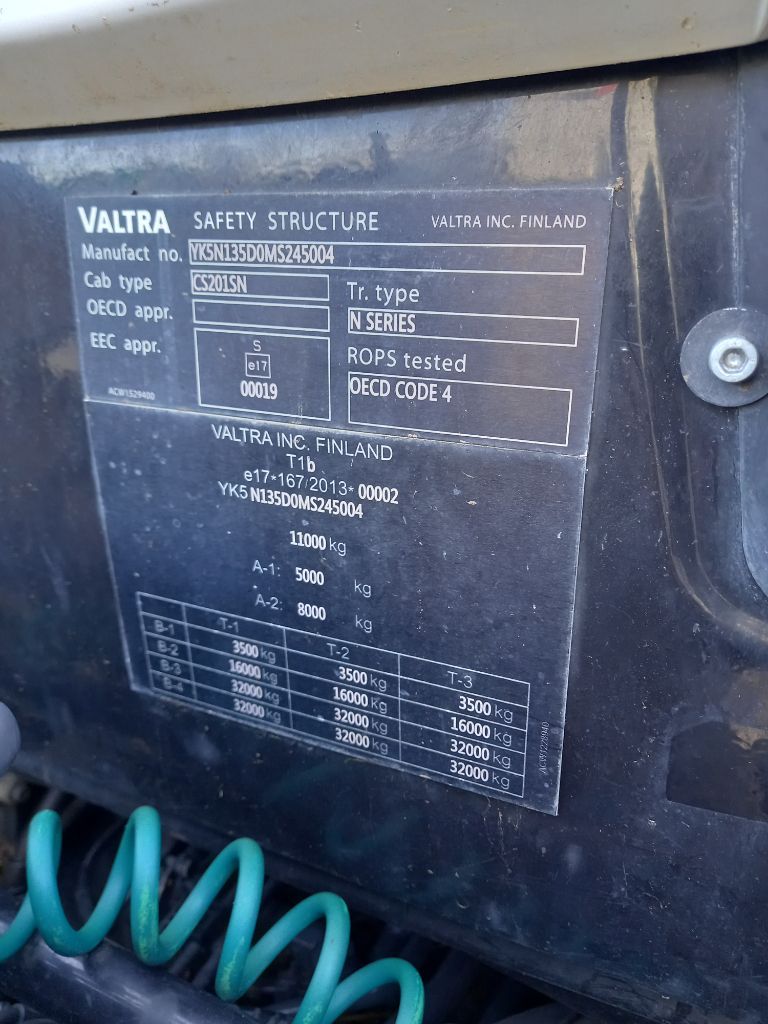 VALTRA SAFETY STRUCTURE VALTRA INC. FINLAND
Manufact no. YK5N135D0MS245004
Cab type CS201SN
Tr. type
OECD appr.
N SERIES
EEC appr.
S
e17
00019
ROPS tested
OECD CODE 4
ACW1529400
VALTRA INC. FINLAND
T1b
e17*167/2013*00002
YK5 N135D0MS245004
11000 kg
A-1: 5000 kg
A-2: 8000 kg
T-1 T-2 T-3
B-1 3500 kg 3500 kg 3500 kg
B-2 16000 kg 16000 kg 16000 kg
B-3 32000 kg 32000 kg 32000 kg
B-4 32000 kg 32000 kg 32000 kg